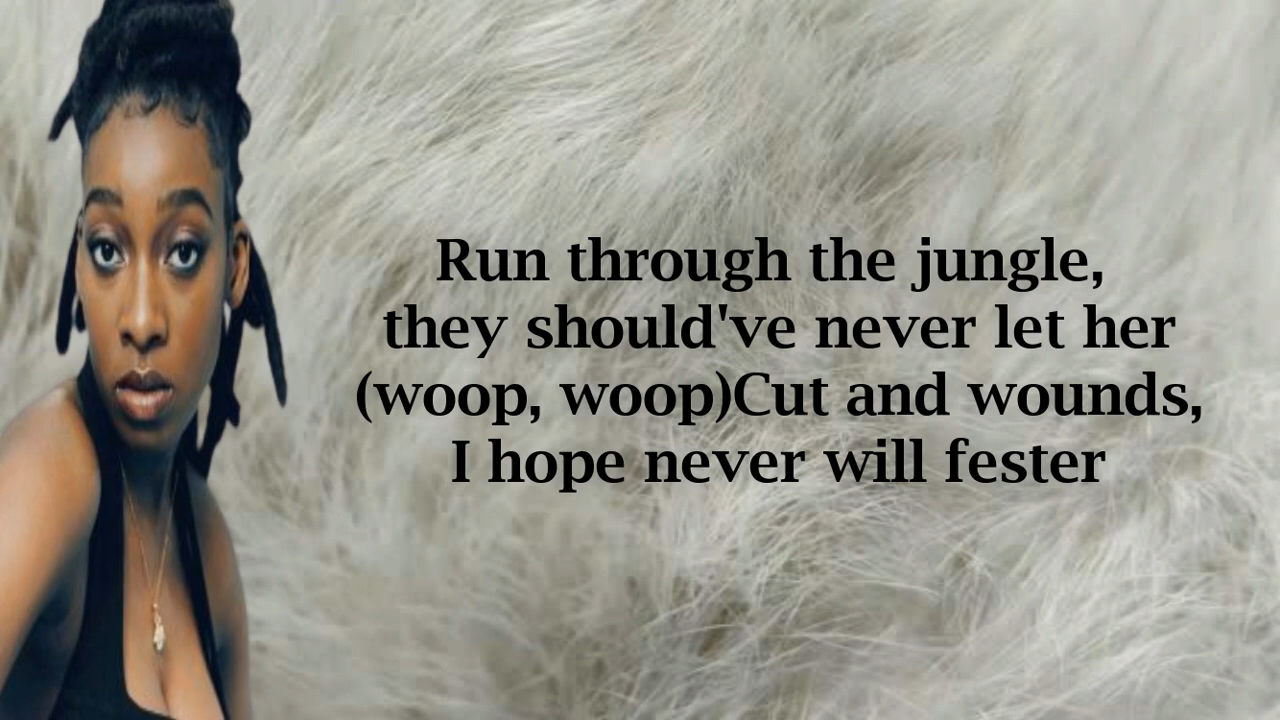 Run through the jungle,
they should've never let her
(woop, woop)Cut and wounds,
I hope never will fester